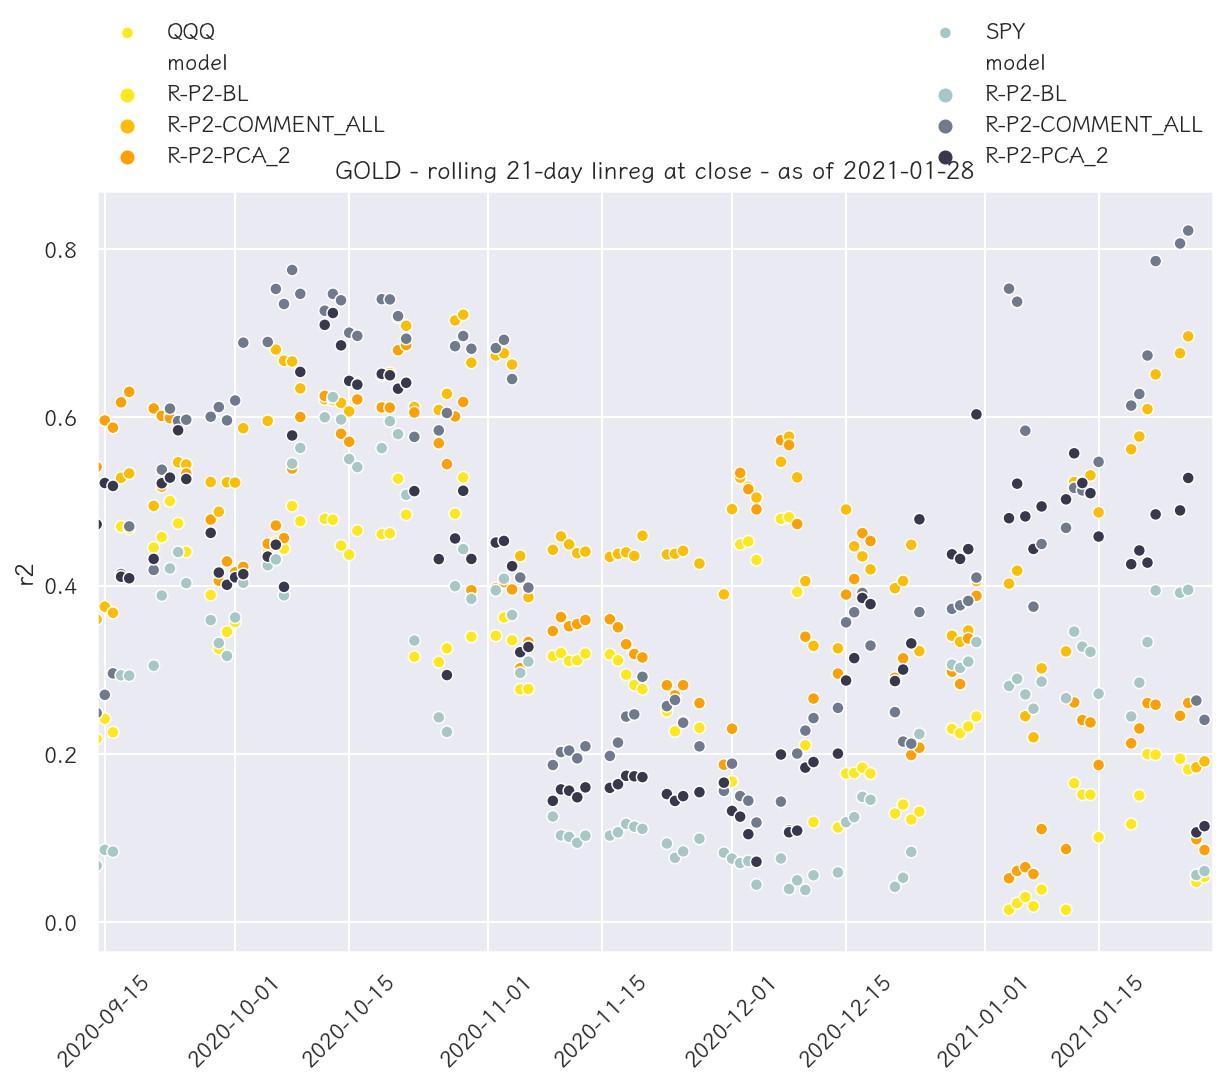 QQQ
model
R-P2-BL
R-P2-COMMENT_ALL
R-P2-PCA_2
SPY
model
R-P2-BL
R-P2-COMMENT_ALL
R-P2-PCA_2
GOLD - rolling 21-day linreg at close - as of 2021-01-28
r2
0.8
0.6
0.4
0.2
0.0
2020-09-15
2020-10-01
2020-10-15
2020-11-01
2020-11-15
2020-12-01
2020-12-15
2021-01-01
2021-01-15